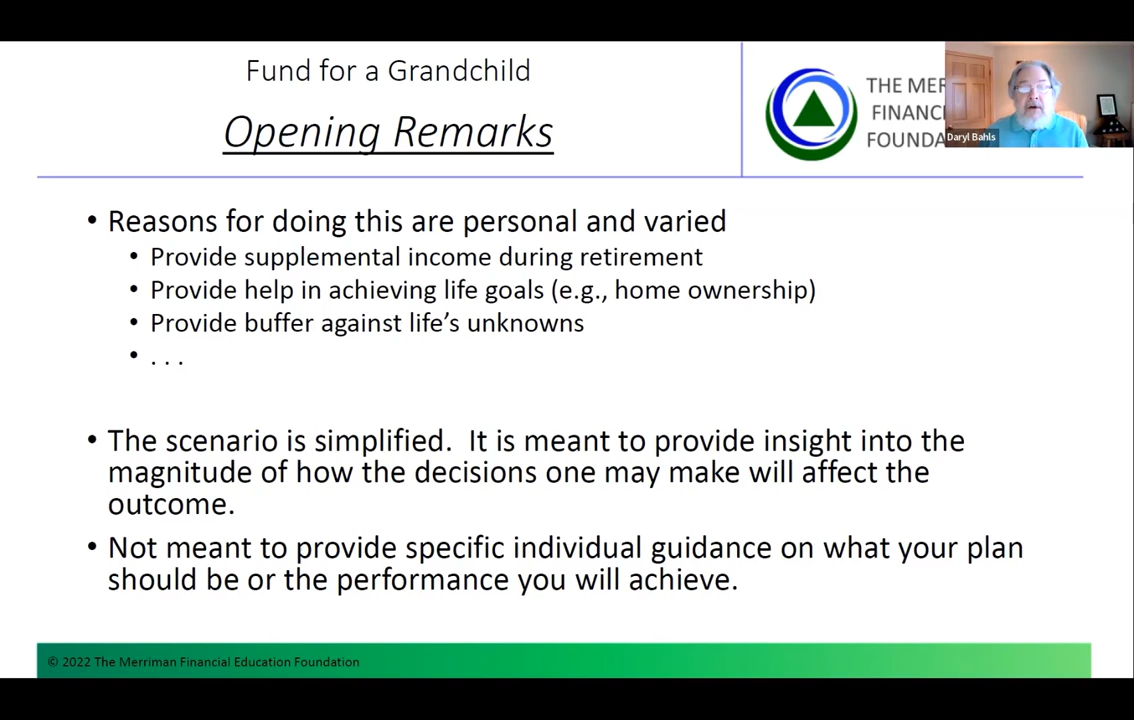 Fund for a Grandchild
Opening Remarks
THE MER
FINANC
FOUNDA
Daryl Bahls
• Reasons for doing this are personal and varied
• Provide supplemental income during retirement
• Provide help in achieving life goals (e.g., home ownership)
• Provide buffer against life’s unknowns
• . . .
• The scenario is simplified. It is meant to provide insight into the
magnitude of how the decisions one may make will affect the
outcome.
• Not meant to provide specific individual guidance on what your plan
should be or the performance you will achieve.
© 2022 The Merriman Financial Education Foundation